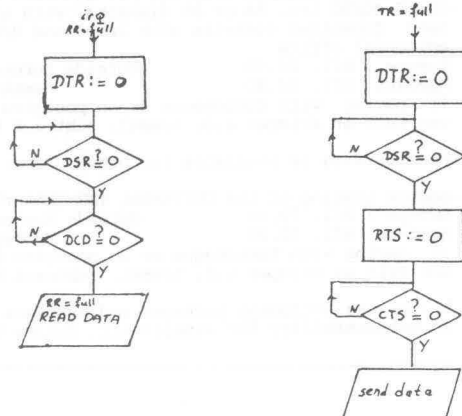 irq
RR = full
DTR := 0
DSR ?= 0
N
Y
DCD ?= 0
N
Y
RR = full
READ DATA
TR = full
DTR := 0
DSR ?= 0
N
Y
RTS := 0
CTS ?= 0
N
Y
send data